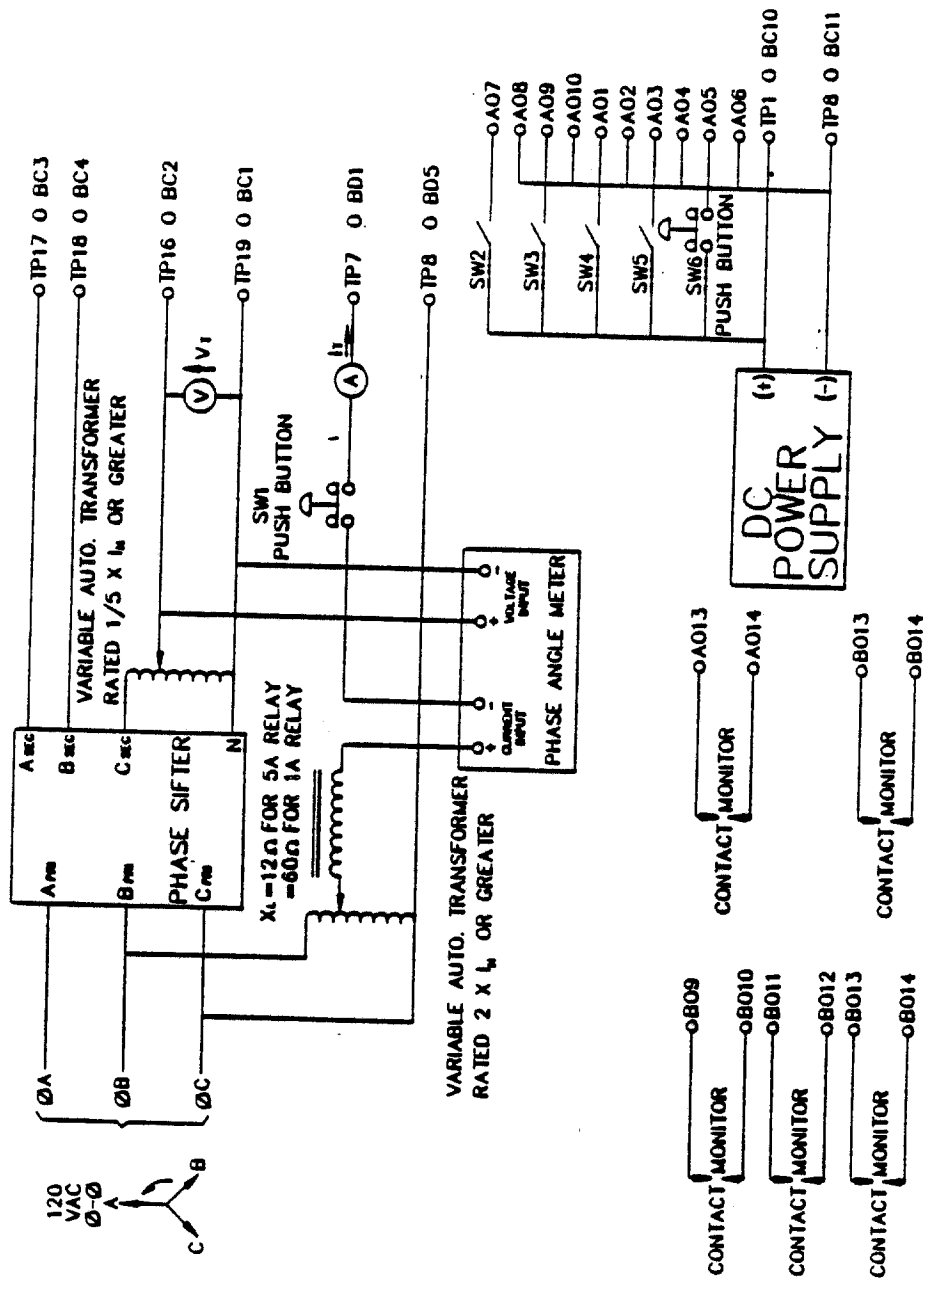 120
VAC
Ø-Ø
A
B
C
ØA
ØB
ØC
A PRI
B PRI
C PRI
PHASE SIFTER
A SEC
B SEC
C SEC
N
VARIABLE AUTO. TRANSFORMER
RATED 1/5 X IN OR GREATER
TP17 O BC3
TP18 O BC4
TP16 O BC2
TP19 O BC1
V
V1
XL =12Ω FOR 5A RELAY
=60Ω FOR 1A RELAY
SW1
PUSH BUTTON
I
A
I1
TP7 O BD1
TP8 O BD5
VARIABLE AUTO. TRANSFORMER
RATED 2 X IN OR GREATER
+ -
CURRENT
INPUT
+ -
VOLTAGE
INPUT
PHASE ANGLE METER
SW2
SW3
SW4
SW5
SW6
PUSH BUTTON
AO7
AO8
AO9
AO10
AO1
AO2
AO3
AO4
AO5
AO6
TP1 O BC10
TP8 O BC11
DC
POWER
SUPPLY
(+)
(-)
CONTACT MONITOR
BO9
BO10
CONTACT MONITOR
BO11
BO12
CONTACT MONITOR
BO13
BO14
CONTACT MONITOR
AO13
AO14
CONTACT MONITOR
BO13
BO14